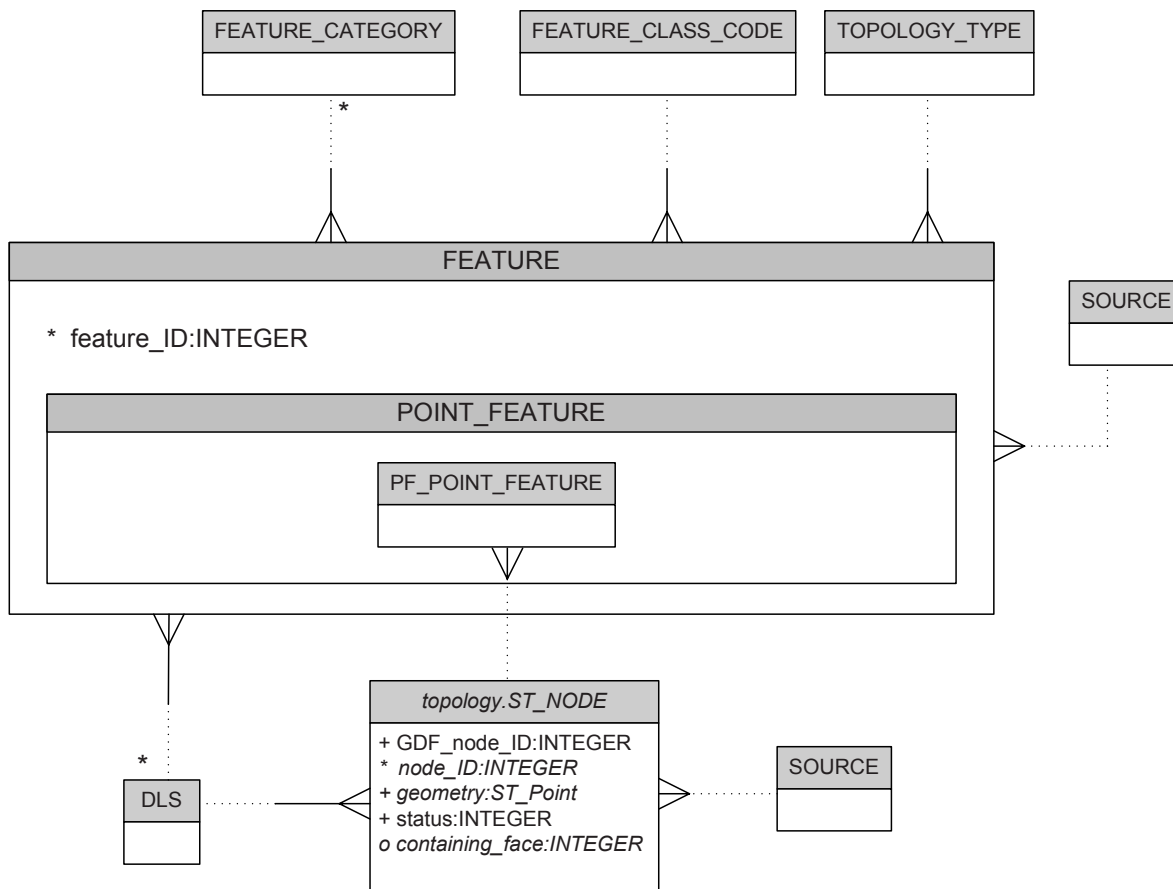 FEATURE_CATEGORY
FEATURE_CLASS_CODE
TOPOLOGY_TYPE
*
FEATURE
SOURCE
* feature_ID:INTEGER
POINT_FEATURE
PF_POINT_FEATURE
topology.ST_NODE
+ GDF_node_ID:INTEGER
* node_ID:INTEGER
+ geometry:ST_Point
+ status:INTEGER
o containing_face:INTEGER
*
DLS
SOURCE